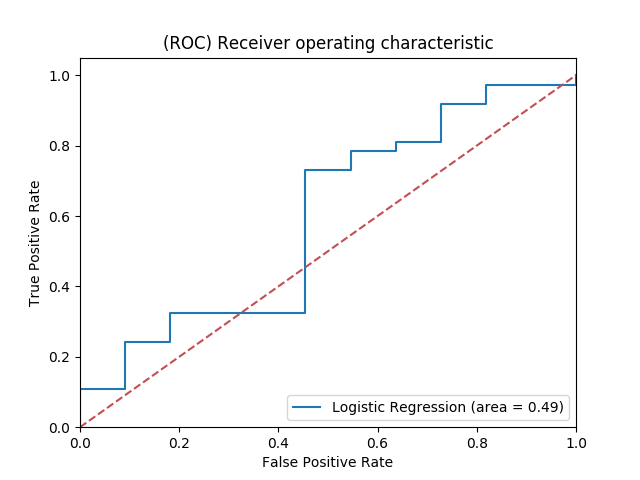 (ROC) Receiver operating characteristic
True Positive Rate
1.0
0.8
0.6
0.4
0.2
0.0
Logistic Regression (area = 0.49)
0.0 0.2 0.4 0.6 0.8 1.0
False Positive Rate